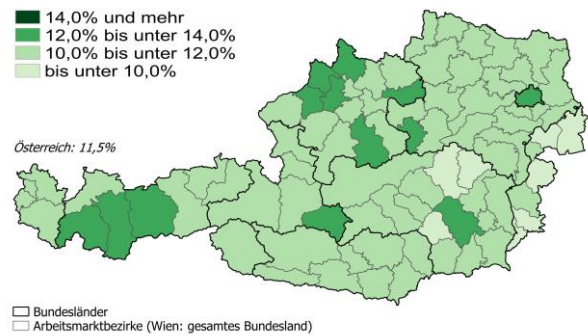 14,0% und mehr
12,0% bis unter 14,0%
10,0% bis unter 12,0%
bis unter 10,0%
Österreich: 11,5%
Bundesländer
Arbeitsmarktbezirke (Wien: gesamtes Bundesland)